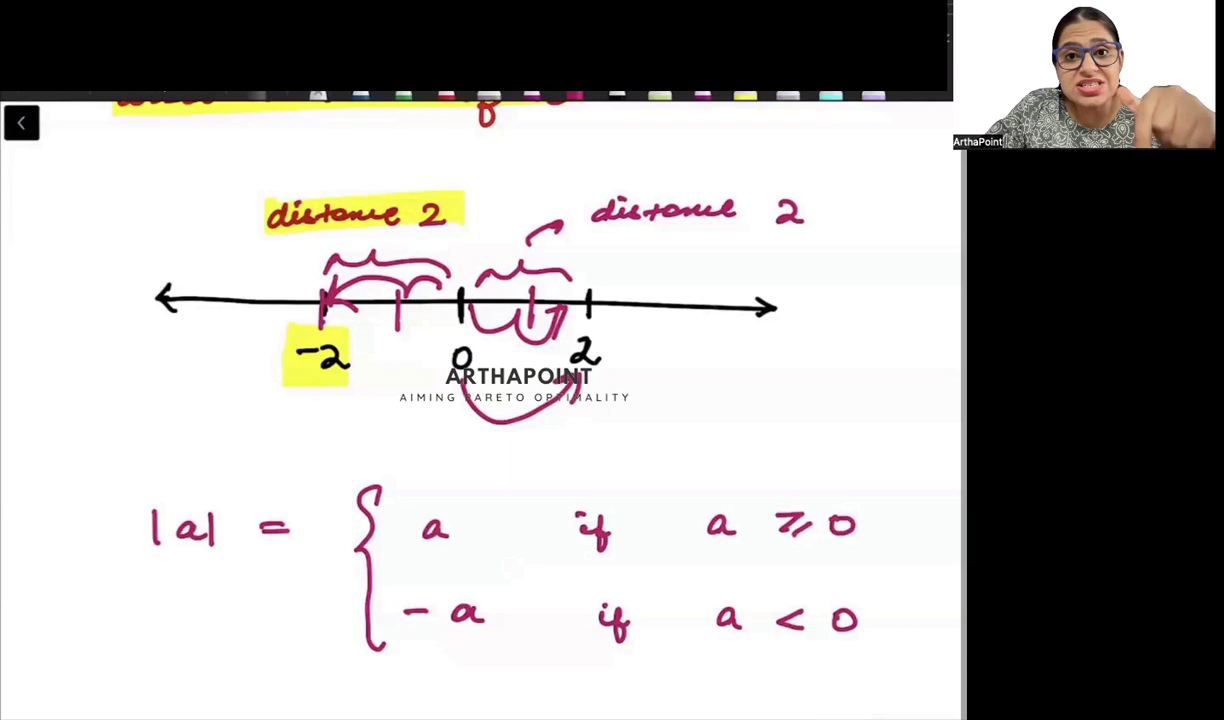 ArthaPoint
distance 2
distance 2
-2
0
2
ARTHAPOINT
AIMING PARETO OPTIMALITY
|a| = { a if a ≥ 0
- a if a < 0